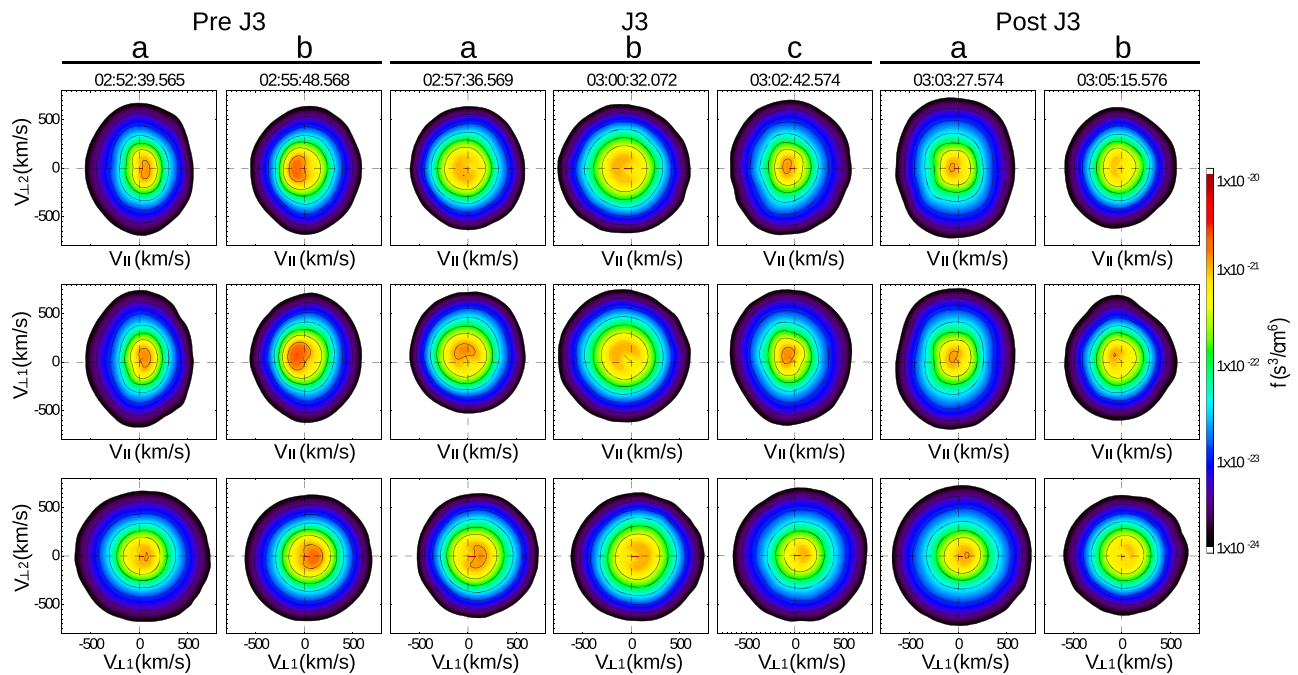 Pre J3 J3 Post J3
a b a b c a b
02:52:39.565 02:55:48.568 02:57:36.569 03:00:32.072 03:02:42.574 03:03:27.574 03:05:15.576
500
0
-500
V⊥2(km/s)
V|| (km/s) V|| (km/s) V|| (km/s) V|| (km/s) V|| (km/s) V|| (km/s) V|| (km/s)
500
0
-500
V⊥1(km/s)
V|| (km/s) V|| (km/s) V|| (km/s) V|| (km/s) V|| (km/s) V|| (km/s) V|| (km/s)
500
0
-500
V⊥2(km/s)
-500 0 500 -500 0 500 -500 0 500 -500 0 500 -500 0 500 -500 0 500 -500 0 500
V⊥1(km/s) V⊥1(km/s) V⊥1(km/s) V⊥1(km/s) V⊥1(km/s) V⊥1(km/s) V⊥1(km/s)
1x10 -20
1x10 -21
1x10 -22
1x10 -23
1x10 -24
f (s3/cm6)